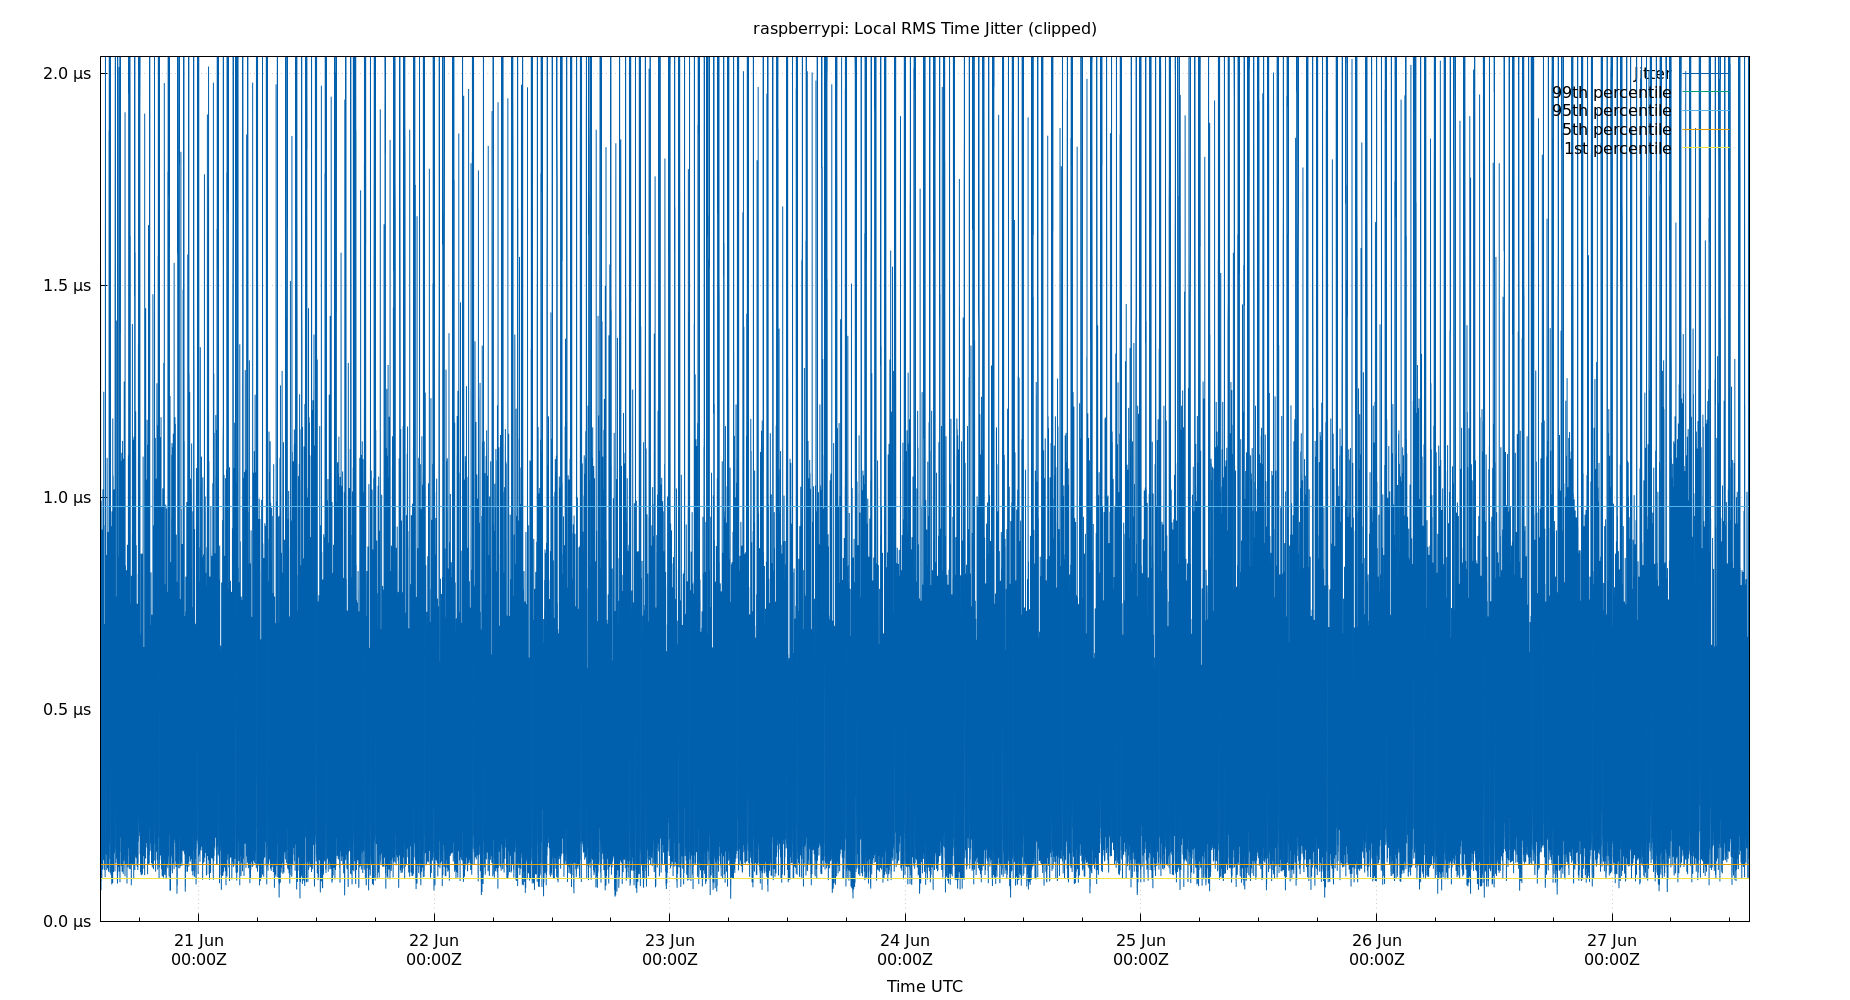 raspberrypi: Local RMS Time Jitter (clipped)
2.0 µs
1.5 µs
1.0 µs
0.5 µs
0.0 µs
jitter
99th percentile
95th percentile
5th percentile
1st percentile
21 Jun 22 Jun 23 Jun 24 Jun 25 Jun 26 Jun 27 Jun
00:00Z 00:00Z 00:00Z 00:00Z 00:00Z 00:00Z 00:00Z
Time UTC